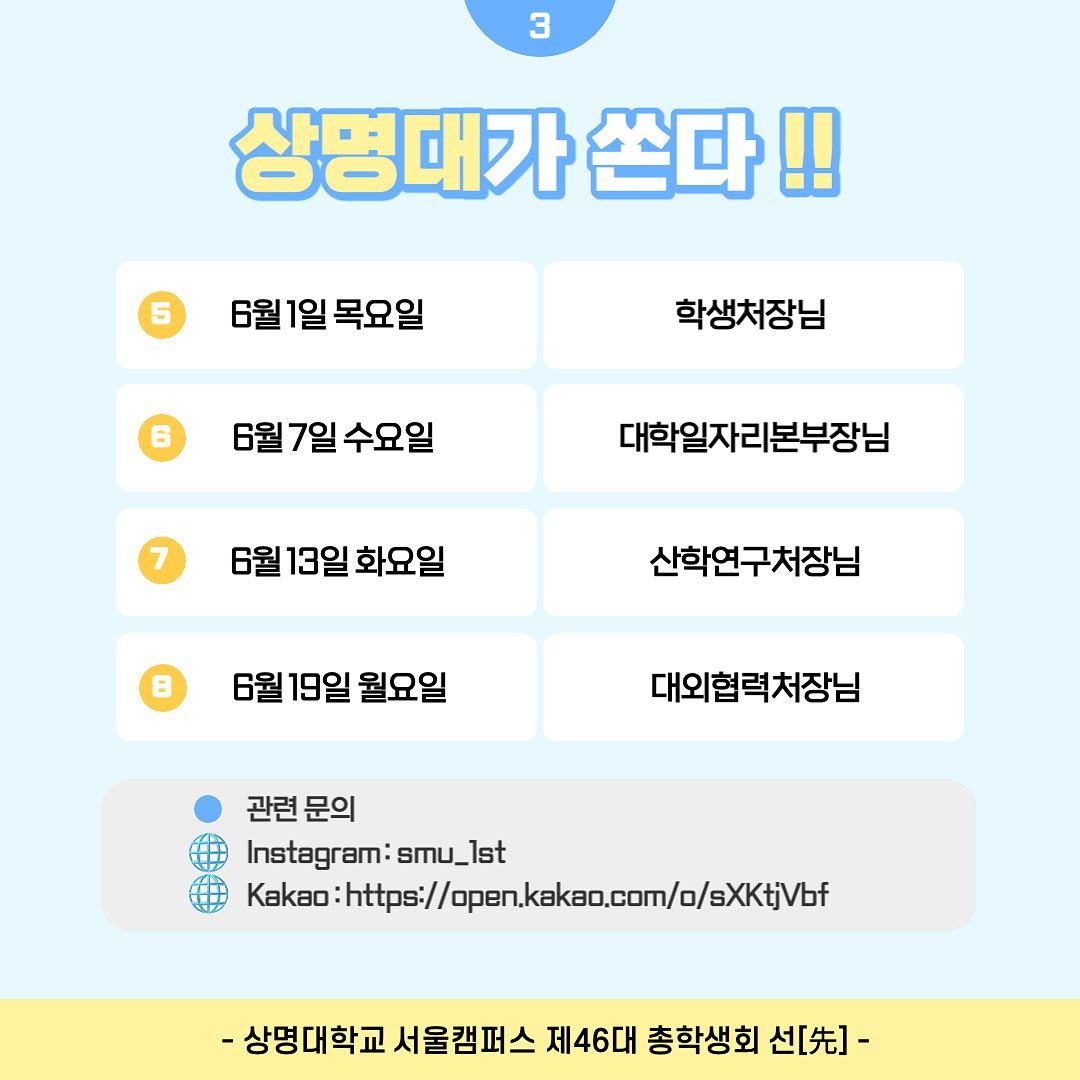 3
상명대가 쏜다 !!
5 6월 1일 목요일 학생처장님
6 6월 7일 수요일 대학일자리본부장님
7 6월 13일 화요일 산학연구처장님
8 6월 19일 월요일 대외협력처장님
관련 문의
Instagram : smu_1st
Kakao : https://open.kakao.com/o/sXKtjVbf
- 상명대학교 서울캠퍼스 제46대 총학생회 선[先] -